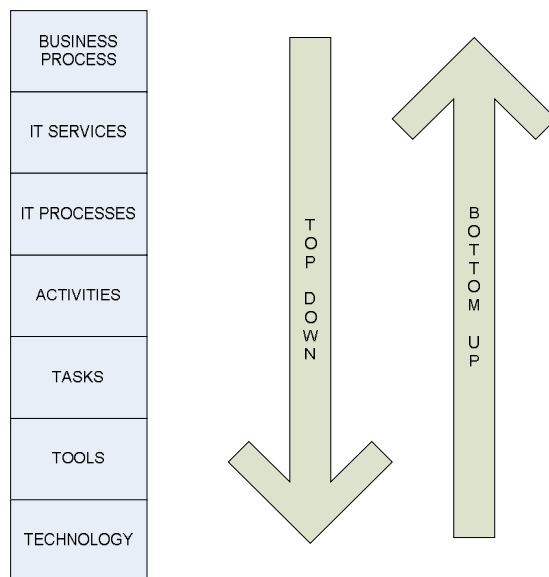 BUSINESS
PROCESS
IT SERVICES
IT PROCESSES
ACTIVITIES
TASKS
TOOLS
TECHNOLOGY
TOP DOWN
BOTTOM UP